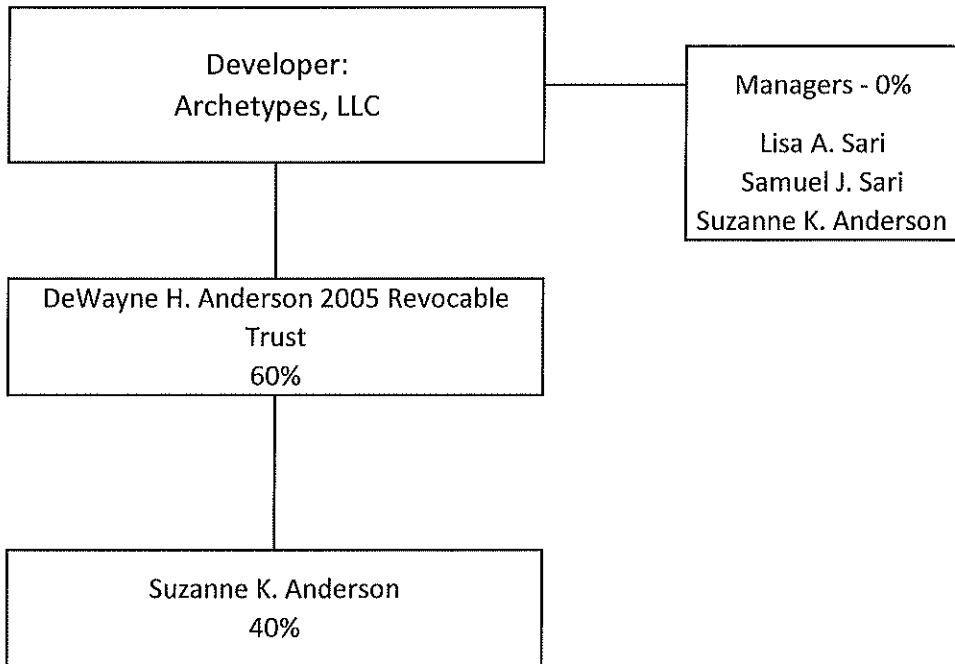 Developer:
Archetypes, LLC
Managers - 0%
Lisa A. Sari
Samuel J. Sari
Suzanne K. Anderson
DeWayne H. Anderson 2005 Revocable
Trust
60%
Suzanne K. Anderson
40%